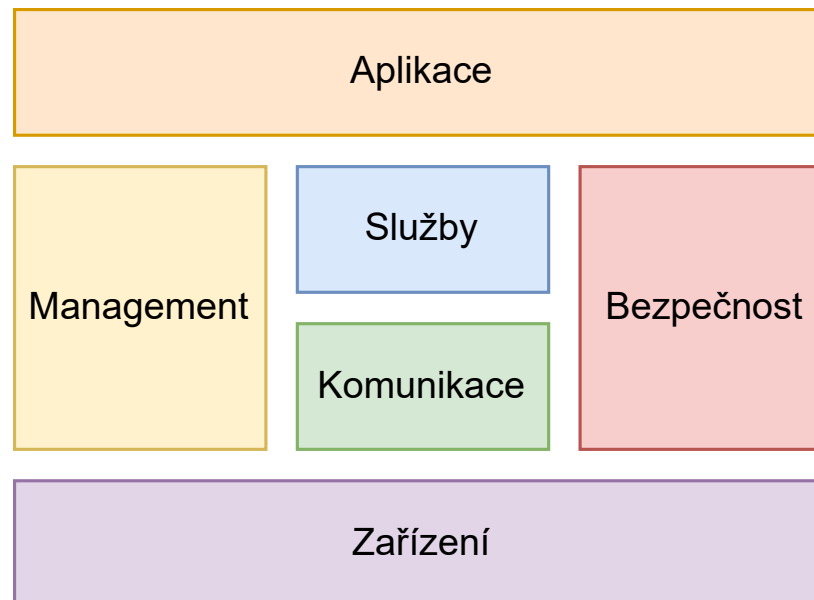 Aplikace
Služby
Management
Bezpečnost
Komunikace
Zařízení